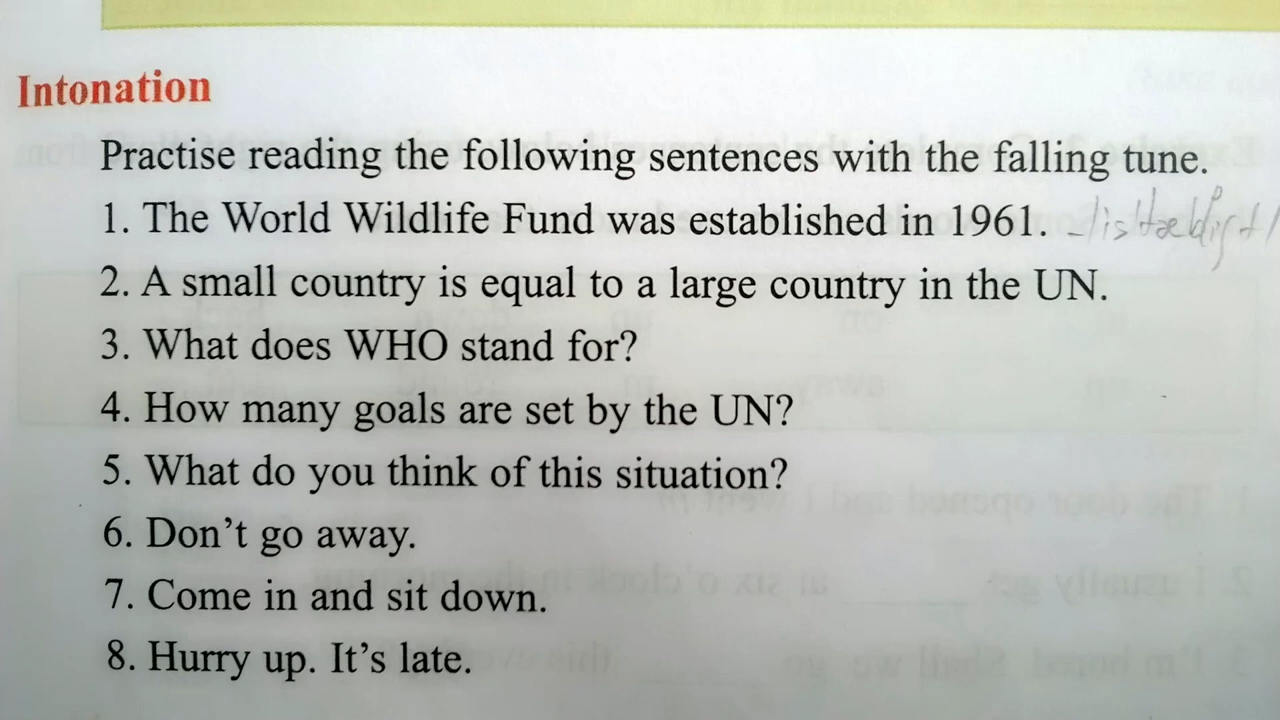 Intonation
Practise reading the following sentences with the falling tune.
1. The World Wildlife Fund was established in 1961.
2. A small country is equal to a large country in the UN.
3. What does WHO stand for?
4. How many goals are set by the UN?
5. What do you think of this situation?
6. Don't go away.
7. Come in and sit down.
8. Hurry up. It's late.